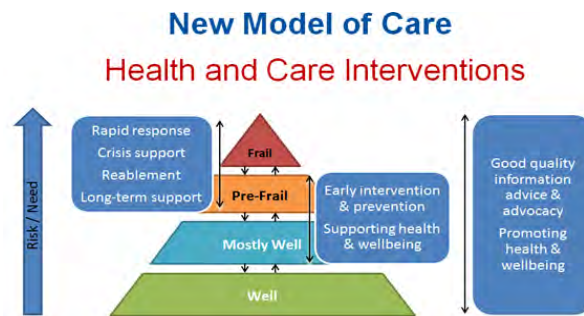 New Model of Care
Health and Care Interventions
Risk / Need
Rapid response
Crisis support
Reablement
Long-term support
Frail
Pre-Frail
Mostly Well
Well
Early intervention
& prevention
Supporting health
& wellbeing
Good quality
information
advice &
advocacy
Promoting
health &
wellbeing